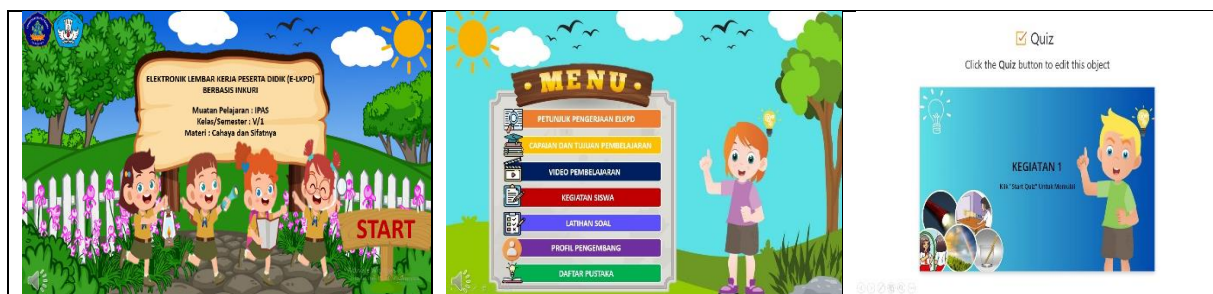 ELEKTRONIK LEMBAR KERJA PESERTA DIDIK (E-LKPD)
BERBASIS INKURI
Muatan Pelajaran : IPAS
Kelas/Semester : V/1
Materi : Cahaya dan Sifatnya
START
MENU
PETUNJUK PENGERJAAN ELKPD
CAPAIAN DAN TUJUAN PEMBELAJARAN
VIDEO PEMBELAJARAN
KEGIATAN SISWA
LATIHAN SOAL
PROFIL PENGEMBANG
DAFTAR PUSTAKA
Quiz
Click the Quiz button to edit this object
KEGIATAN 1
Klik "Start Quiz" Untuk Memulai